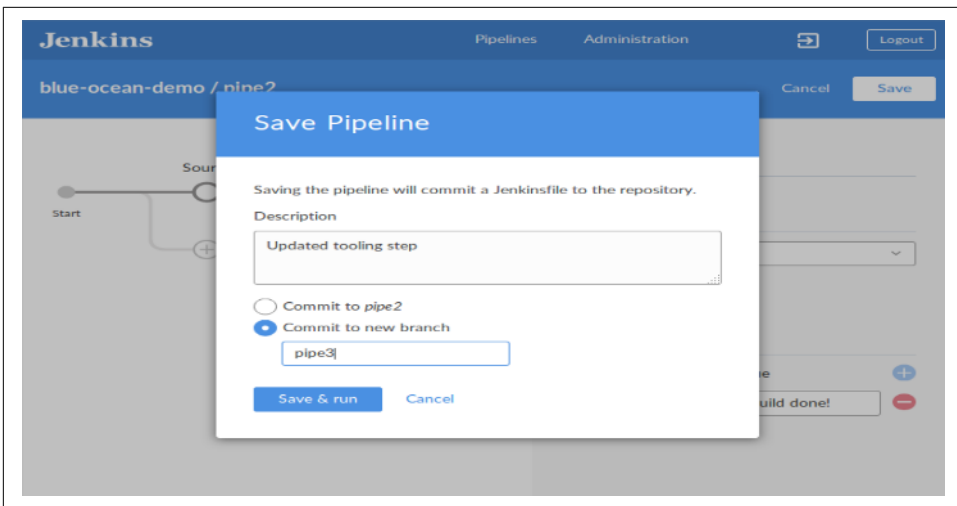 Jenkins Pipelines Administration Logout
blue-ocean-demo / pipe2 Cancel Save
Save Pipeline
Sour
Saving the pipeline will commit a Jenkinsfile to the repository.
Start
Description
Updated tooling step
Commit to pipe2
Commit to new branch
pipe3
Save & run Cancel
uild done!